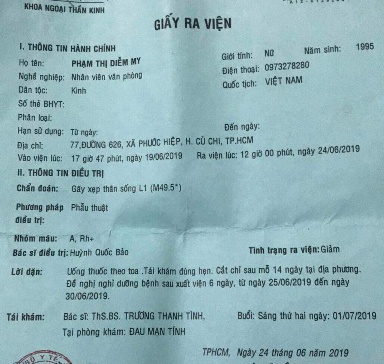 KHOA NGOẠI THẦN KINH
GIẤY RA VIỆN
I. THÔNG TIN HÀNH CHÍNH
Họ tên: PHẠM THỊ DIỄM MY Giới tính: Nữ Năm sinh: 1995
Nghề nghiệp: Nhân viên văn phòng Điện thoại: 0973278280
Dân tộc: Kinh Quốc tịch: VIỆT NAM
Số thẻ BHYT:
Phân loại:
Hạn sử dụng: Từ ngày: Đến ngày:
Địa chỉ: 77,ĐƯỜNG 626, XÃ PHƯỚC HIỆP, H. CỦ CHI, TP.HCM
Vào viện lúc: 17 giờ 47 phút, ngày 19/06/2019 Ra viện lúc: 12 giờ 00 phút, ngày 24/06/2019
II. THÔNG TIN ĐIỀU TRỊ
Chẩn đoán: Gãy xẹp thân sống L1 (M49.5*)
Phương pháp Phẫu thuật
điều trị:
Nhóm máu: A, Rh+
Bác sĩ điều trị: Huỳnh Quốc Bảo Tình trạng ra viện: Giảm
Lời dặn: Uống thuốc theo toa .Tái khám đúng hẹn. Cắt chỉ sau mổ 14 ngày tại địa phương.
Đề nghị nghỉ dưỡng bệnh sau xuất viện 6 ngày, từ ngày 25/06/2019 đến ngày
30/06/2019.
Tái khám: Bác sĩ: ThS.BS. TRƯƠNG THANH TÌNH, Buổi: Sáng thứ hai ngày: 01/07/2019
Tại phòng khám: ĐAU MẠN TÍNH
TPHCM, Ngày 24 tháng 06 năm 2019